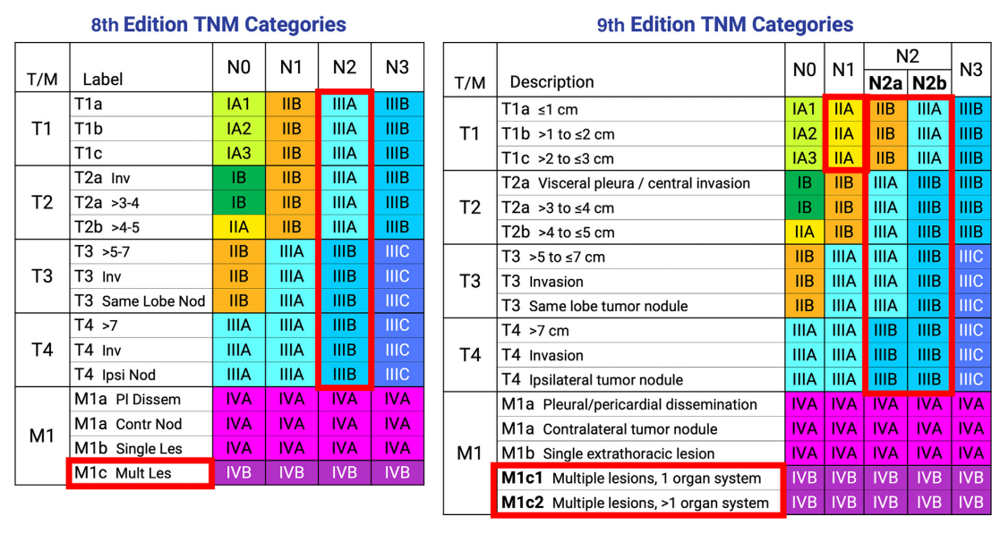 8th Edition TNM Categories
T/M Label N0 N1 N2 N3
T1
T1a IA1 IIB IIIA IIIB
T1b IA2 IIB IIIA IIIB
T1c IA3 IIB IIIA IIIB
T2
T2a Inv IB IIB IIIA IIIB
T2a >3-4 IB IIB IIIA IIIB
T2b >4-5 IIA IIB IIIA IIIB
T3
T3 >5-7 IIB IIIA IIIB IIIC
T3 Inv IIB IIIA IIIB IIIC
T3 Same Lobe Nod IIB IIIA IIIB IIIC
T4
T4 >7 IIIA IIIA IIIB IIIC
T4 Inv IIIA IIIA IIIB IIIC
T4 Ipsi Nod IIIA IIIA IIIB IIIC
M1
M1a Pl Dissem IVA IVA IVA IVA
M1a Contr Nod IVA IVA IVA IVA
M1b Single Les IVA IVA IVA IVA
M1c Mult Les IVB IVB IVB IVB
9th Edition TNM Categories
T/M Description N0 N1 N2 N3
N2a N2b
T1
T1a ≤1 cm IA1 IIA IIB IIIA IIIB
T1b >1 to ≤2 cm IA2 IIA IIB IIIA IIIB
T1c >2 to ≤3 cm IA3 IIA IIB IIIA IIIB
T2
T2a Visceral pleura / central invasion IB IIB IIIA IIIB IIIB
T2a >3 to ≤4 cm IB IIB IIIA IIIB IIIB
T2b >4 to ≤5 cm IIA IIB IIIA IIIB IIIB
T3
T3 >5 to ≤7 cm IIB IIIA IIIA IIIB IIIC
T3 Invasion IIB IIIA IIIA IIIB IIIC
T3 Same lobe tumor nodule IIB IIIA IIIA IIIB IIIC
T4
T4 >7 cm IIIA IIIA IIIB IIIB IIIC
T4 Invasion IIIA IIIA IIIB IIIB IIIC
T4 Ipsilateral tumor nodule IIIA IIIA IIIB IIIB IIIC
M1
M1a Pleural/pericardial dissemination IVA IVA IVA IVA IVA
M1a Contralateral tumor nodule IVA IVA IVA IVA IVA
M1b Single extrathoracic lesion IVA IVA IVA IVA IVA
M1c1 Multiple lesions, 1 organ system IVB IVB IVB IVB IVB
M1c2 Multiple lesions, >1 organ system IVB IVB IVB IVB IVB